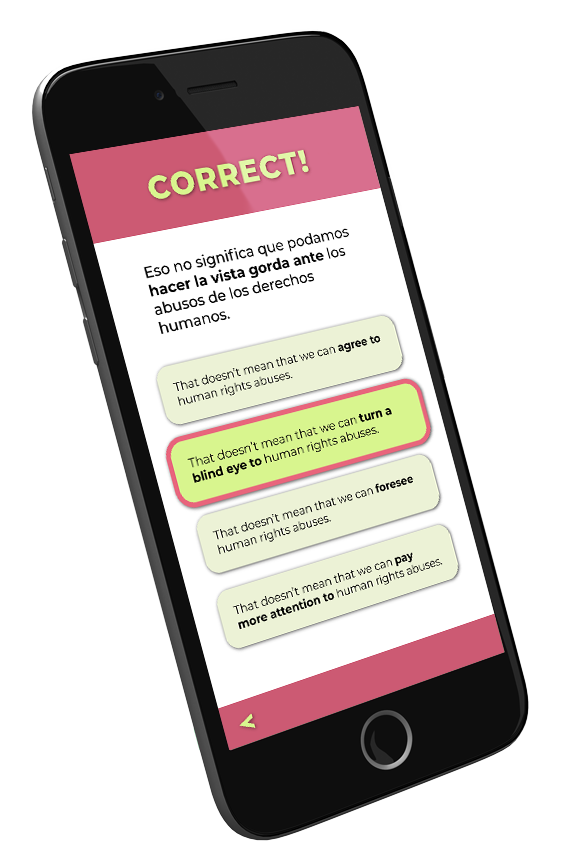 CORRECT!
Eso no significa que podamos
hacer la vista gorda ante los
abusos de los derechos
humanos.
That doesn't mean that we can agree to
human rights abuses.
That doesn't mean that we can turn a
blind eye to human rights abuses.
That doesn't mean that we can foresee
human rights abuses.
That doesn't mean that we can pay
more attention to human rights abuses.